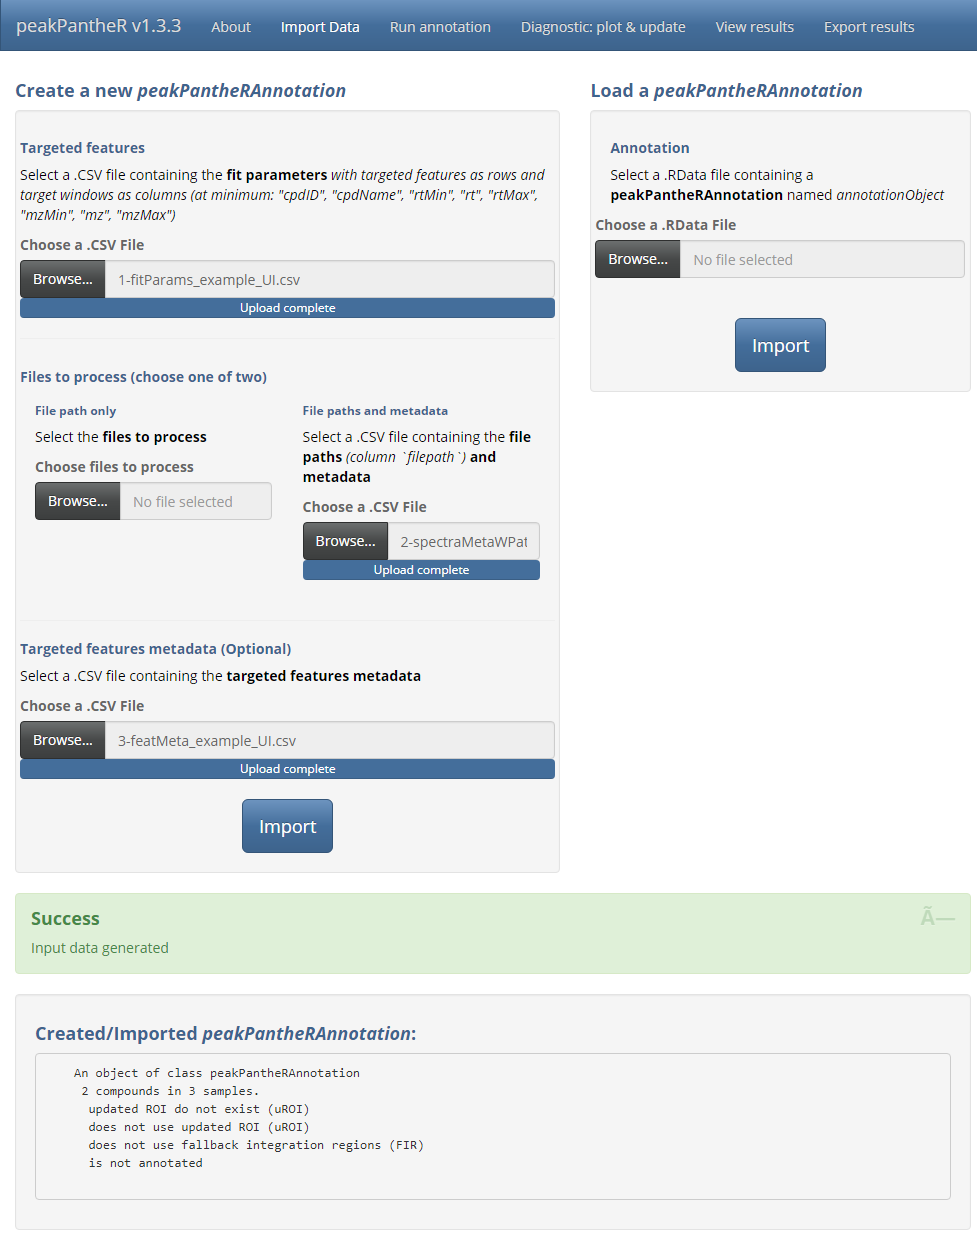 peakPantheR v1.3.3 About Import Data Run annotation Diagnostic: plot & update View results Export results
Create a new peakPantheRAnnotation
Targeted features
Select a .CSV file containing the fit parameters with targeted features as rows and
target windows as columns (at minimum: "cpdID", "cpdName", "rtMin", "rt", "rtMax",
"mzMin", "mz", "mzMax")
Choose a .CSV File
Browse... 1-fitParams_example_UI.csv
Upload complete
Files to process (choose one of two)
File path only
Select the files to process
Choose files to process
Browse... No file selected
File paths and metadata
Select a .CSV file containing the file
paths (column `filepath`) and
metadata
Choose a .CSV File
Browse... 2-spectraMetaWPat
Upload complete
Targeted features metadata (Optional)
Select a .CSV file containing the targeted features metadata
Choose a .CSV File
Browse... 3-featMeta_example_UI.csv
Upload complete
Import
Load a peakPantheRAnnotation
Annotation
Select a .RData file containing a
peakPantheRAnnotation named annotationObject
Choose a .RData File
Browse... No file selected
Import
Success Ã—
Input data generated
Created/Imported peakPantheRAnnotation:
An object of class peakPantheRAnnotation
2 compounds in 3 samples.
updated ROI do not exist (uROI)
does not use updated ROI (uROI)
does not use fallback integration regions (FIR)
is not annotated